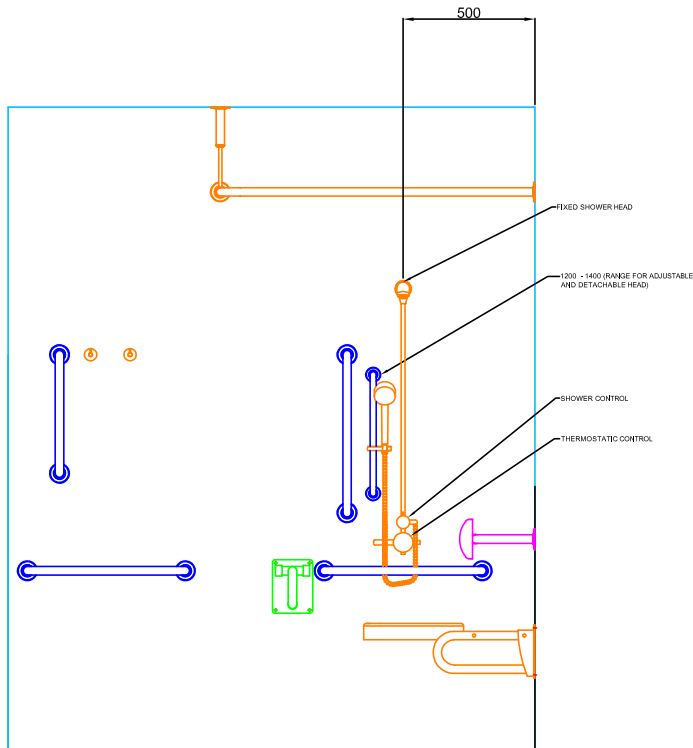 500
FIXED SHOWER HEAD
1200 - 1400 (RANGE FOR ADJUSTABLE
AND DETACHABLE HEAD)
SHOWER CONTROL
THERMOSTATIC CONTROL